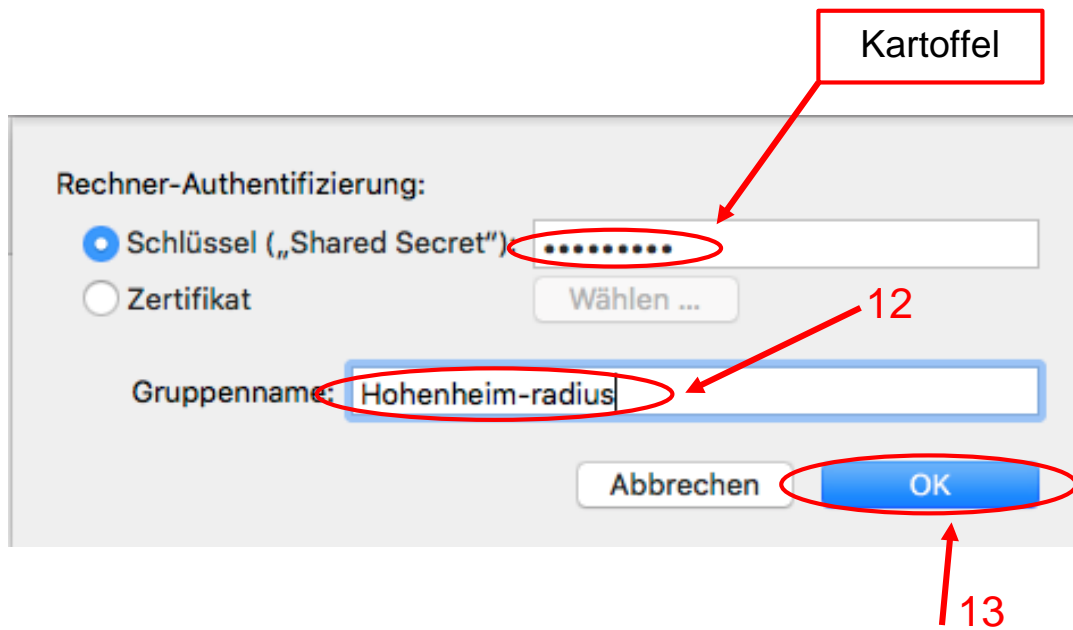 Kartoffel
Rechner-Authentifizierung:
Schlüssel („Shared Secret“): •••••••••
Zertifikat
Wählen ...
12
Gruppenname: Hohenheim-radius
Abbrechen
OK
13